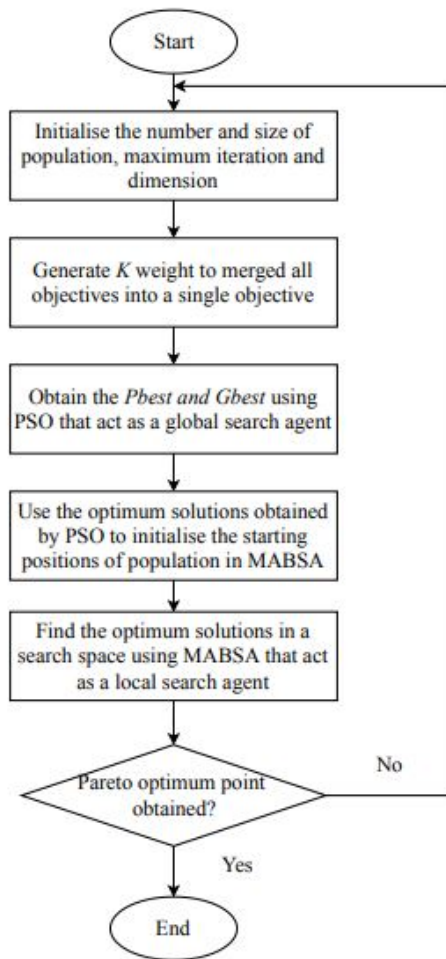 Start
Initialise the number and size of
population, maximum iteration and
dimension
Generate K weight to merged all
objectives into a single objective
Obtain the Pbest and Gbest using
PSO that act as a global search agent
Use the optimum solutions obtained
by PSO to initialise the starting
positions of population in MABSA
Find the optimum solutions in a
search space using MABSA that act
as a local search agent
Pareto optimum point
obtained?
No
Yes
End